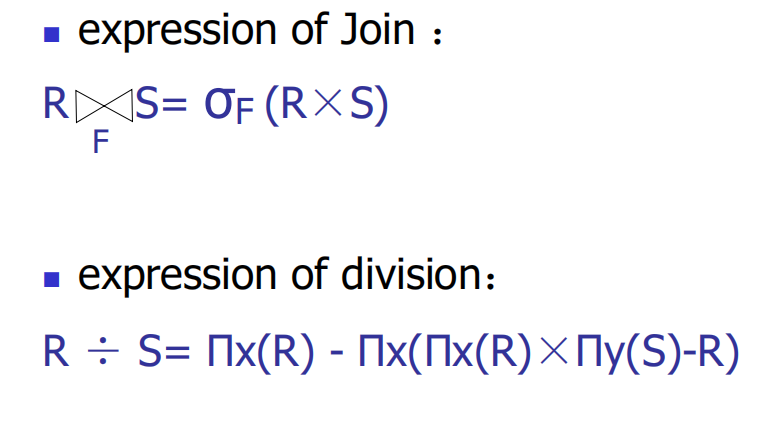 ■ expression of Join：
R⋈S= σF (R×S)
F
■ expression of division：
R ÷ S= Πx(R) - Πx(Πx(R)×Πy(S)-R)